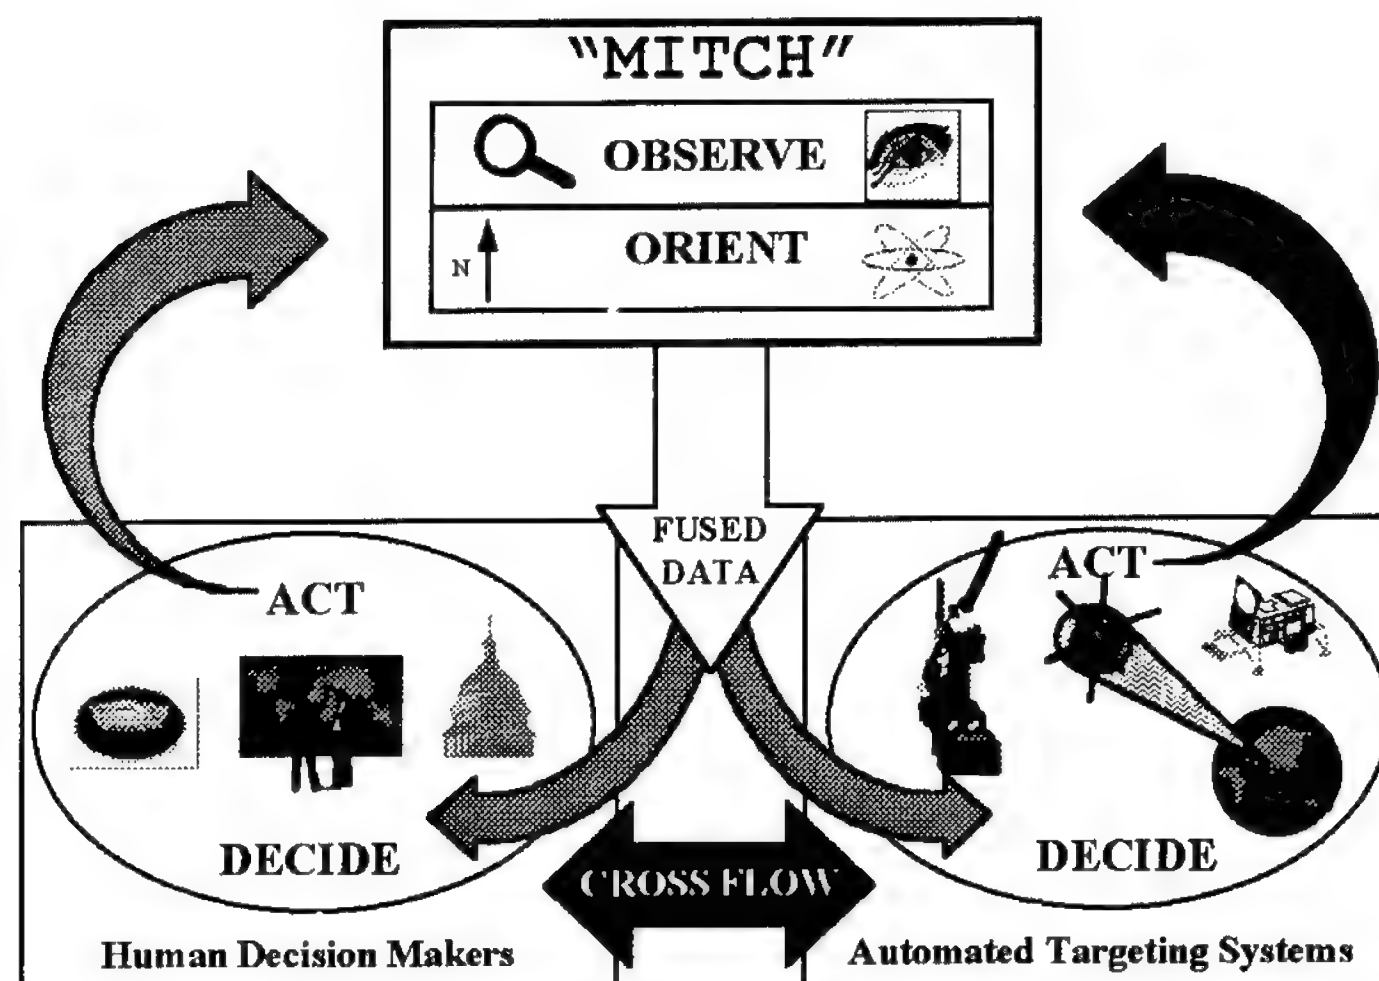 “MITCH”
OBSERVE
ORIENT
N
FUSED
DATA
ACT
ACT
DECIDE
DECIDE
CROSS FLOW
Human Decision Makers
Automated Targeting Systems